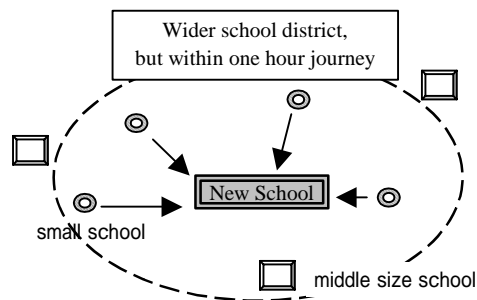 Wider school district,
but within one hour journey
New School
small school
middle size school